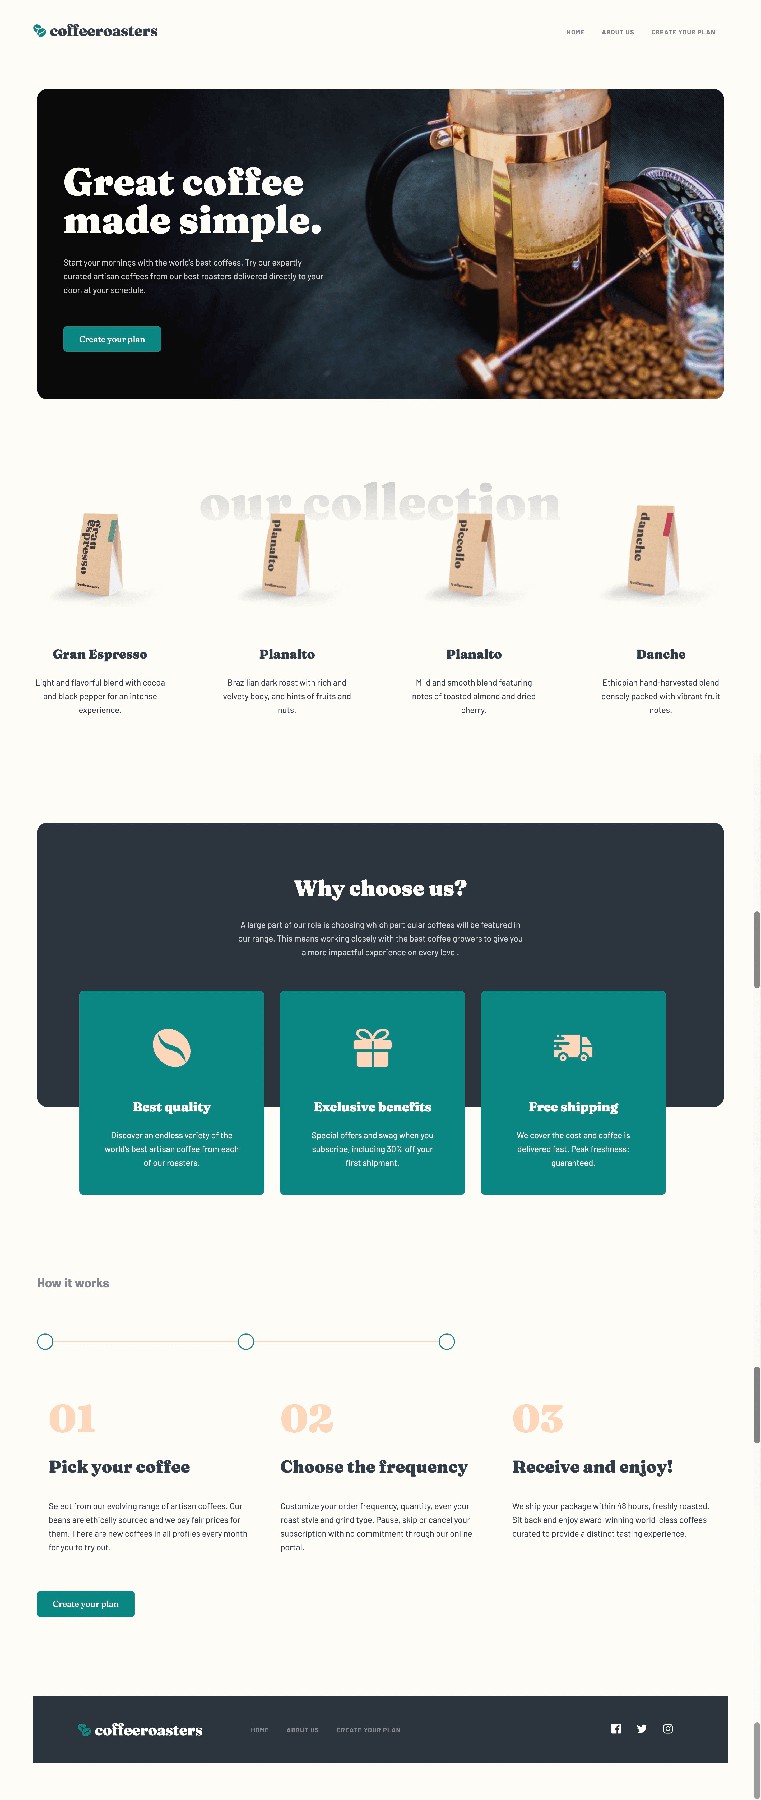 coffeeroasters
HOME ABOUT US CREATE YOUR PLAN
Great coffee
made simple.
Start your mornings with the world's best coffees. Try our expertly
curated artisan coffees from our best roasters delivered directly to your
door, at your schedule.
Create your plan
our collection
Gran
Espresso
Planalto
Piccollo
danche
Gran Espresso
Planalto
Planalto
Danche
Light and flavorful blend with cocoa
and black pepper for an intense
experience.
Brazilian dark roast with rich and
velvety body, and hints of fruits and
nuts.
Mild and smooth blend featuring
notes of toasted almond and dried
cherry.
Ethiopian hand-harvested blend
densely packed with vibrant fruit
notes.
Why choose us?
A large part of our role is choosing which particular coffees will be featured in
our range. This means working closely with the best coffee growers to give you
a more impactful experience on every level.
Best quality
Discover an endless variety of the
world's best artisan coffee from each
of our roasters.
Exclusive benefits
Special offers and swag when you
subscribe, including 30% off your
first shipment.
Free shipping
We cover the cost and coffee is
delivered fast. Peak freshness:
guaranteed.
How it works
01
Pick your coffee
Select from our evolving range of artisan coffees. Our
beans are ethically sourced and we pay fair prices for
them. There are new coffees in all profiles every month
for you to try out.
02
Choose the frequency
Customize your order frequency, quantity, even your
roast style and grind type. Pause, skip or cancel your
subscription with no commitment through our online
portal.
03
Receive and enjoy!
We ship your package within 48 hours, freshly roasted.
Sit back and enjoy award-winning world-class coffees
curated to provide a distinct tasting experience.
Create your plan
coffeeroasters
HOME ABOUT US CREATE YOUR PLAN